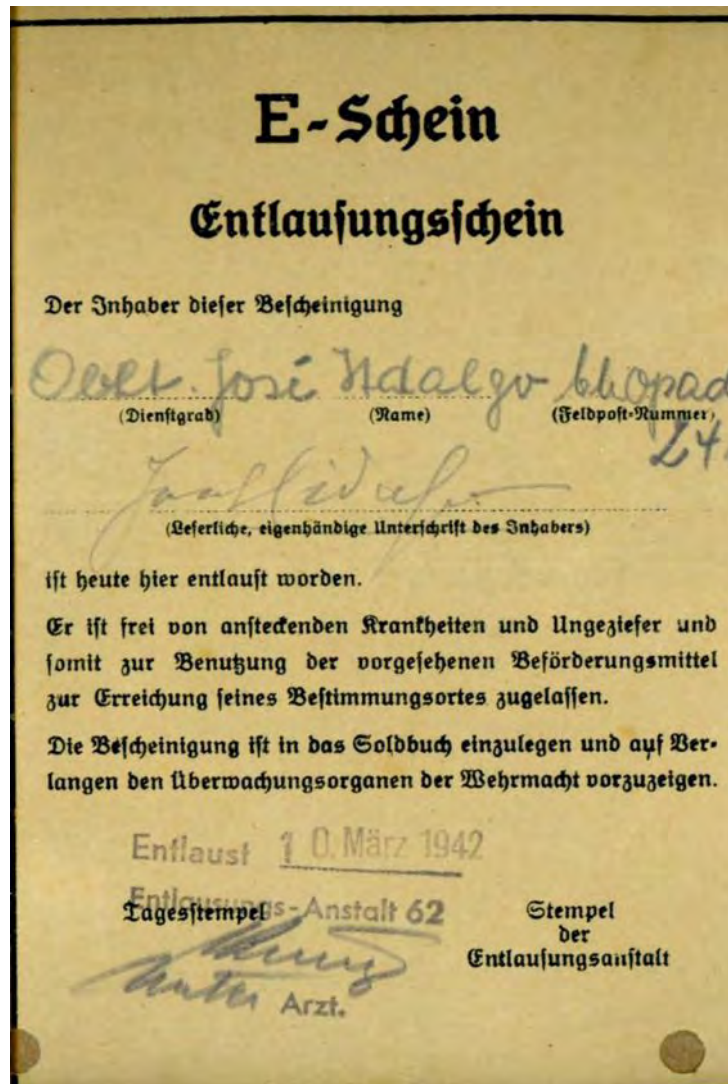 E-Schein
Entlausungsschein
Der Inhaber dieser Bescheinigung
Oblt. José Hidalgo
(Dienstgrad) (Name) (Feldpost-Nummer)
24
(Leserliche, eigenhändige Unterschrift des Inhabers)
ist heute hier entlaust worden.
Er ist frei von ansteckenden Krankheiten und Ungeziefer und
somit zur Benutzung der vorgesehenen Beförderungsmittel
zur Erreichung seines Bestimmungsortes zugelassen.
Die Bescheinigung ist in das Soldbuch einzulegen und auf Ver-
langen den Überwachungsorganen der Wehrmacht vorzuzeigen.
Entlaust 10. März 1942
Entlausungs-Anstalt 62
Tagesstempel
Stempel
der
Entlausungsanstalt
Arzt.